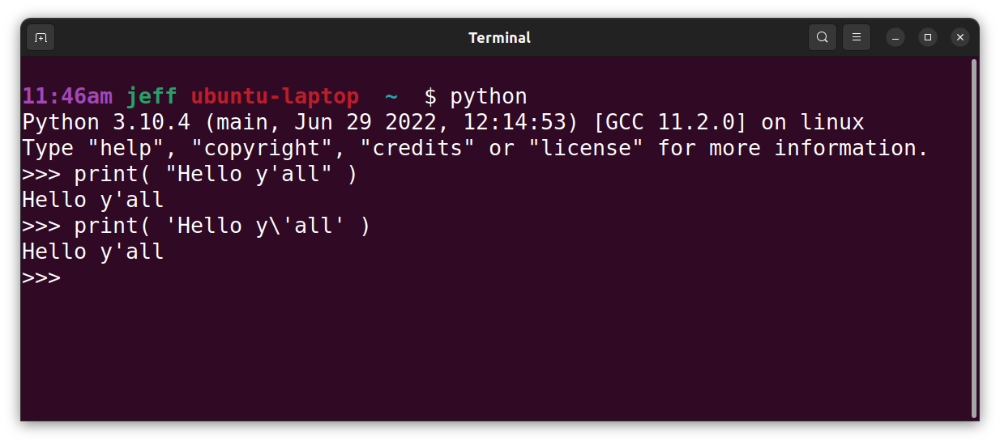 Terminal
11:46am jeff ubuntu-laptop  ~  $ python
Python 3.10.4 (main, Jun 29 2022, 12:14:53) [GCC 11.2.0] on linux
Type "help", "copyright", "credits" or "license" for more information.
>>> print( "Hello y'all" )
Hello y'all
>>> print( 'Hello y\'all' )
Hello y'all
>>>